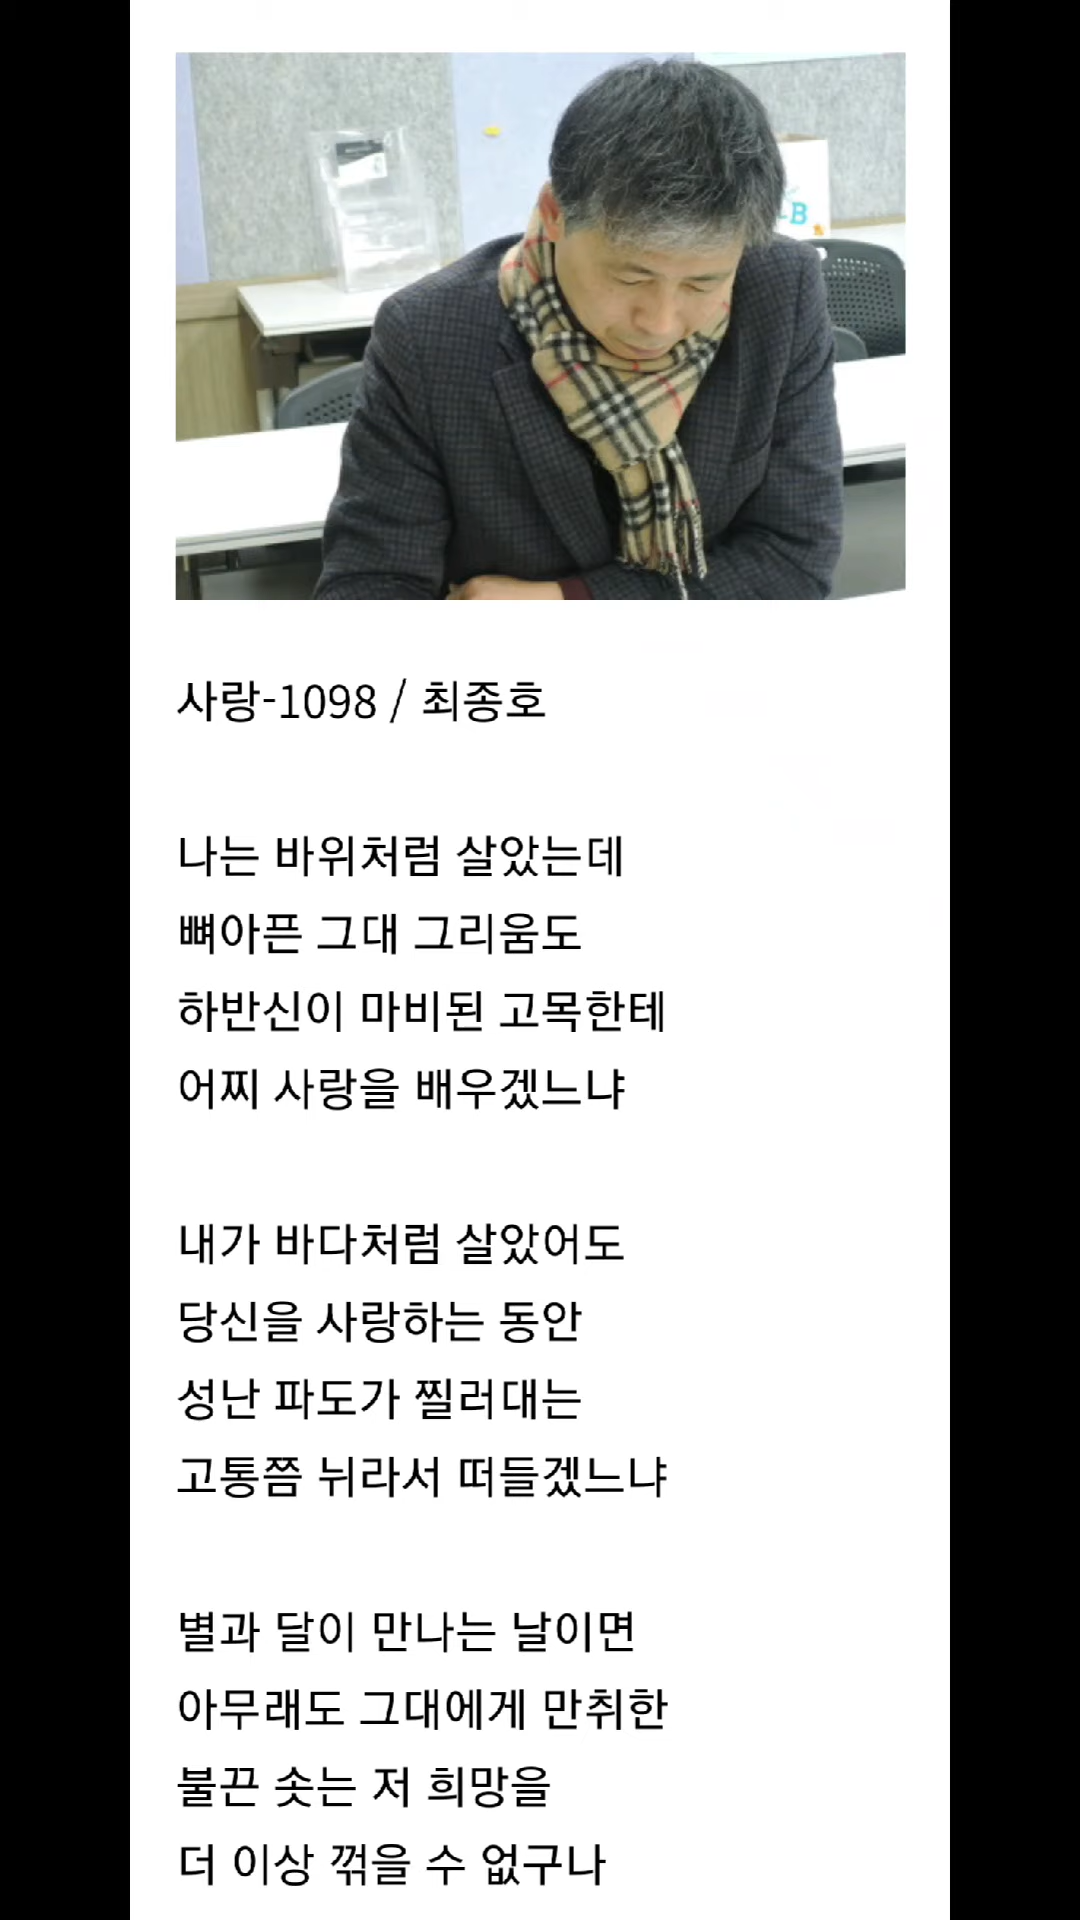 B
사랑-1098 / 최종호
나는 바위처럼 살았는데
뼈아픈 그대 그리움도
하반신이 마비된 고목한테
어찌 사랑을 배우겠느냐
내가 바다처럼 살았어도
당신을 사랑하는 동안
성난 파도가 찔러대는
고통쯤 뉘라서 떠들겠느냐
별과 달이 만나는 날이면
아무래도 그대에게 만취한
불끈 솟는 저 희망을
더 이상 꺾을 수 없구나